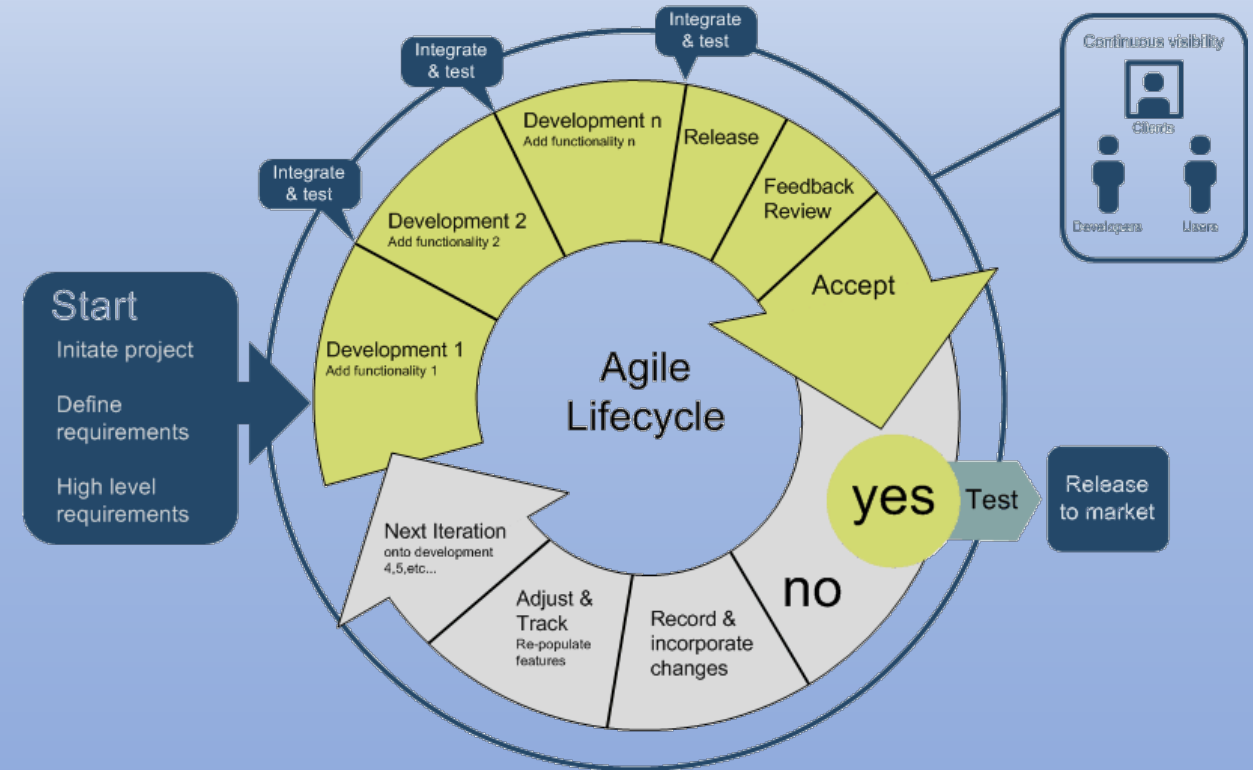 Start
Initate project
Define
requirements
High level
requirements
Integrate
& test
Integrate
& test
Integrate
& test
Development 1
Add functionality 1
Development 2
Add functionality 2
Development n
Add functionality n
Release
Feedback
Review
Accept
Agile
Lifecycle
yes
Test
Release
to market
no
Record &
incorporate
changes
Adjust &
Track
Re-populate
features
Next Iteration
onto development
4,5,etc...
Continuous visibility
Clients
Developers
Users